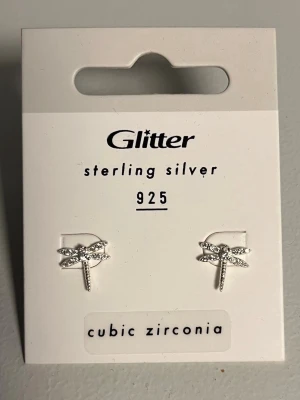 Glitter
sterling silver
925
cubic zirconia